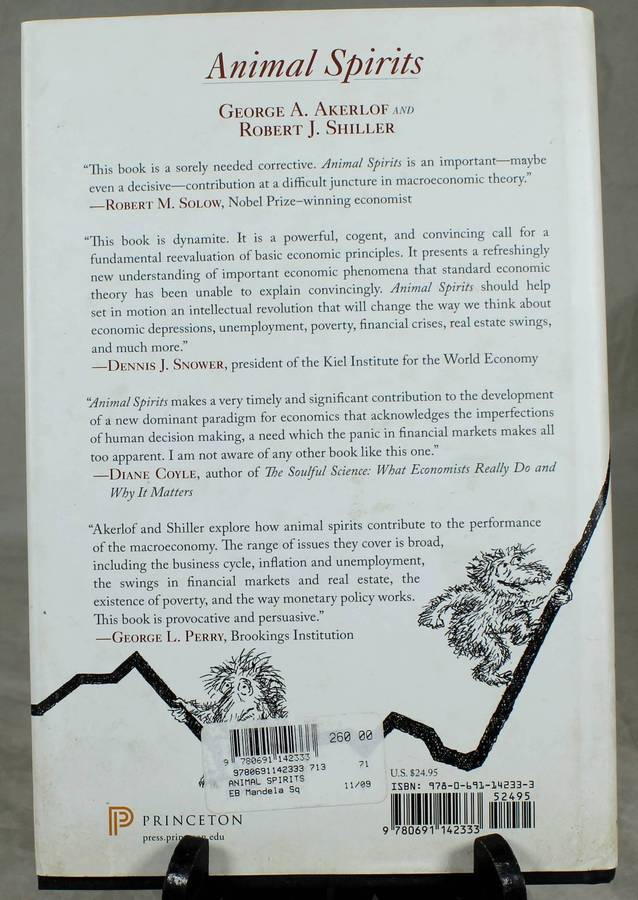 Animal Spirits
GEORGE A. AKERLOF AND
ROBERT J. SHILLER
“This book is a sorely needed corrective. Animal Spirits is an important—maybe
even a decisive—contribution at a difficult juncture in macroeconomic theory.”
—ROBERT M. SOLOW, Nobel Prize–winning economist
“This book is dynamite. It is a powerful, cogent, and convincing call for a
fundamental reevaluation of basic economic principles. It presents a refreshingly
new understanding of important economic phenomena that standard economic
theory has been unable to explain convincingly. Animal Spirits should help
set in motion an intellectual revolution that will change the way we think about
economic depressions, unemployment, poverty, financial crises, real estate swings,
and much more.”
—DENNIS J. SNOWER, president of the Kiel Institute for the World Economy
“Animal Spirits makes a very timely and significant contribution to the development
of a new dominant paradigm for economics that acknowledges the imperfections
of human decision making, a need which the panic in financial markets makes all
too apparent. I am not aware of any other book like this one.”
—DIANE COYLE, author of The Soulful Science: What Economists Really Do and
Why It Matters
“Akerlof and Shiller explore how animal spirits contribute to the performance
of the macroeconomy. The range of issues they cover is broad,
including the business cycle, inflation and unemployment,
the swings in financial markets and real estate, the
existence of poverty, and the way monetary policy works.
This book is provocative and persuasive.”
—GEORGE L. PERRY, Brookings Institution
260 00
9 780691 142333
9780691142333 713 71
ANIMAL SPIRITS
EB Mandela Sq 11/09
U.S. $24.95
ISBN: 978-0-691-14233-3
52495
9 780691 142333
PRINCETON